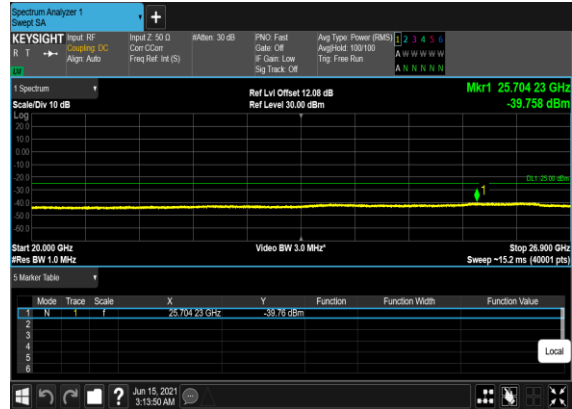 Spectrum Analyzer 1
Swept SA
+
KEYSIGHT Input: RF Input Z: 50 Ω #Atten: 30 dB PNO: Fast Avg Type: Power (RMS) 1 2 3 4 5 6
R T Coupling: DC Corr CCorr Gate: Off Avg|Hold: 100/100 A W W W W W
Align: Auto Freq Ref: Int (S) IF Gain: Low Trig: Free Run
Sig Track: Off A N N N N N
1 Spectrum Ref Lvl Offset 12.08 dB Mkr1 25.704 23 GHz
Scale/Div 10 dB Ref Level 30.00 dBm -39.758 dBm
Log
20.0
10.0
0.00
-10.0
-20.0 DL1 -25.00 dBm
-30.0 1
-40.0
-50.0
-60.0
Start 20.000 GHz Video BW 3.0 MHz* Stop 26.900 GHz
#Res BW 1.0 MHz Sweep ~15.2 ms (40001 pts)
5 Marker Table
Mode Trace Scale X Y Function Function Width Function Value
1 N 1 f 25.704 23 GHz -39.76 dBm
2
3
4
5
6
Local
? Jun 15, 2021
3:13:50 AM